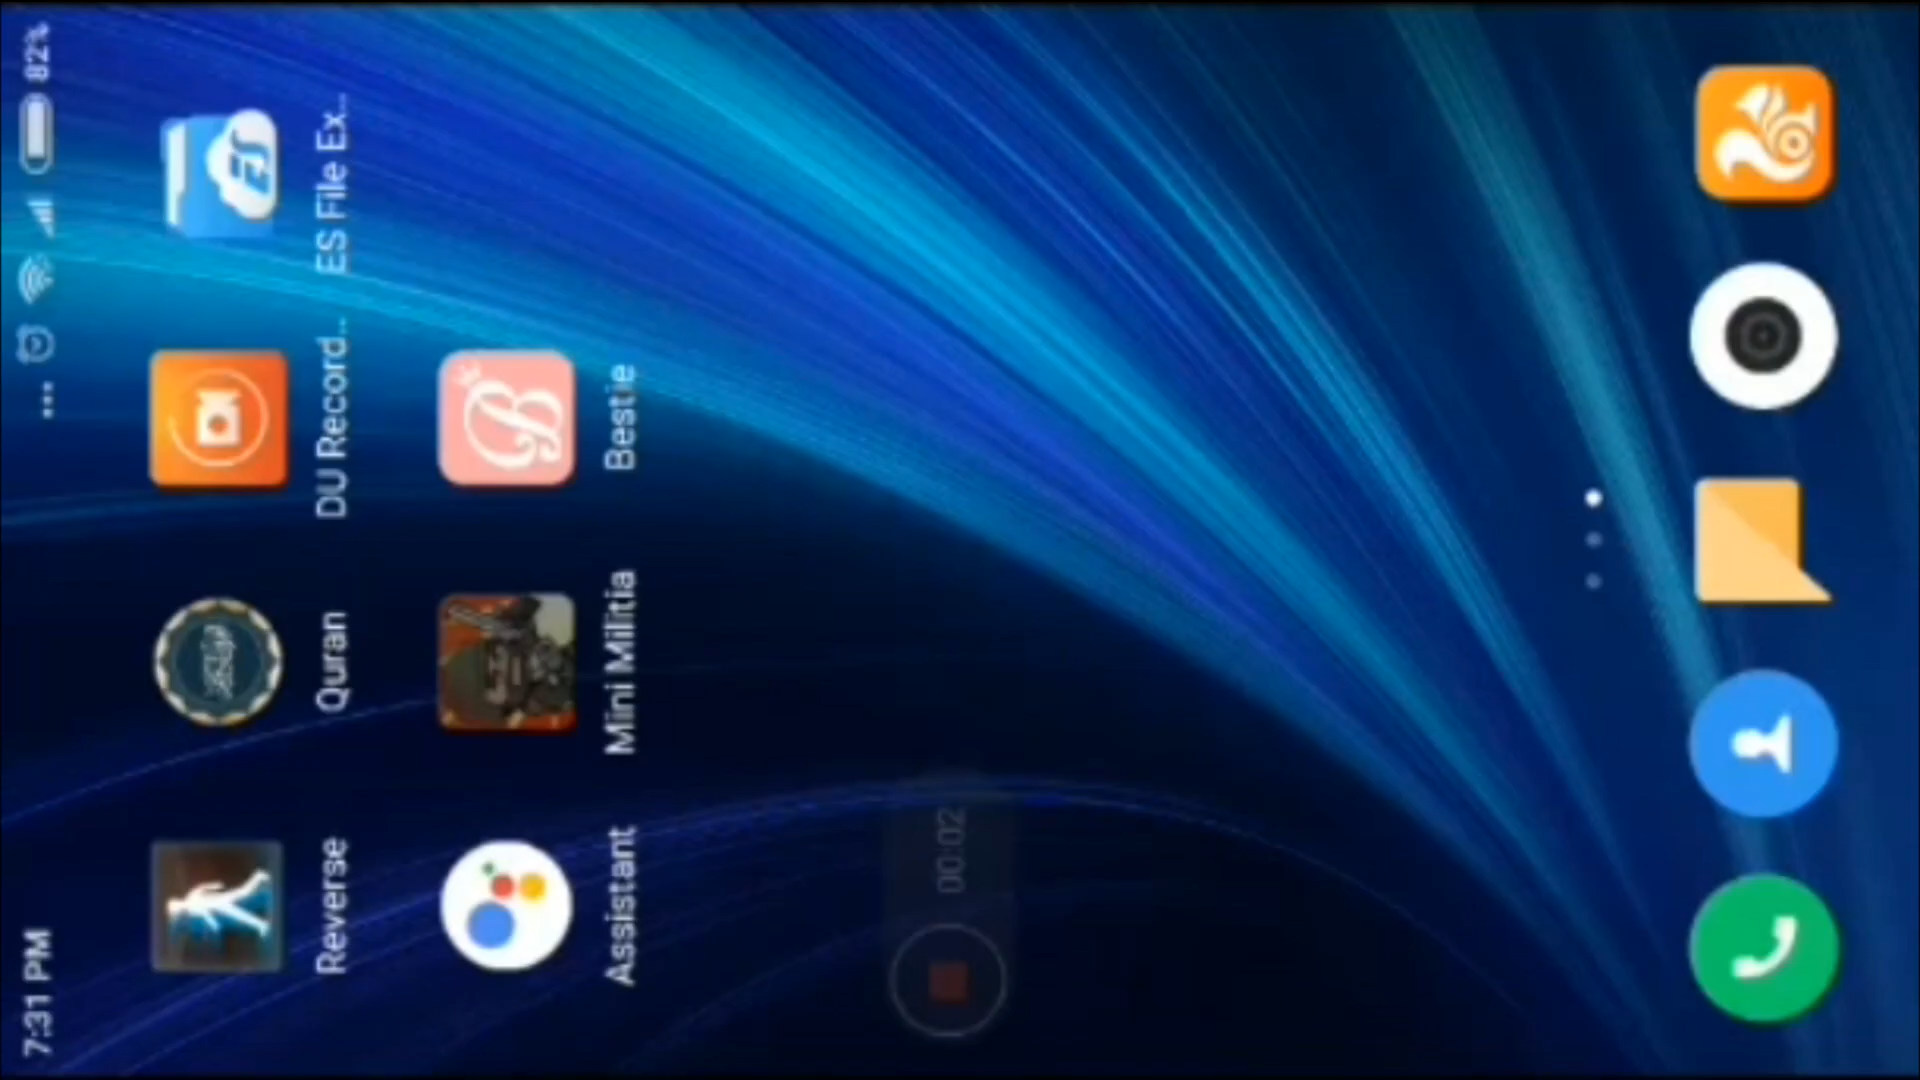 7:31 PM ... 82%
Reverse Quran DU Record.. ES File Ex..
Assistant Mini Militia Bestie
00:02